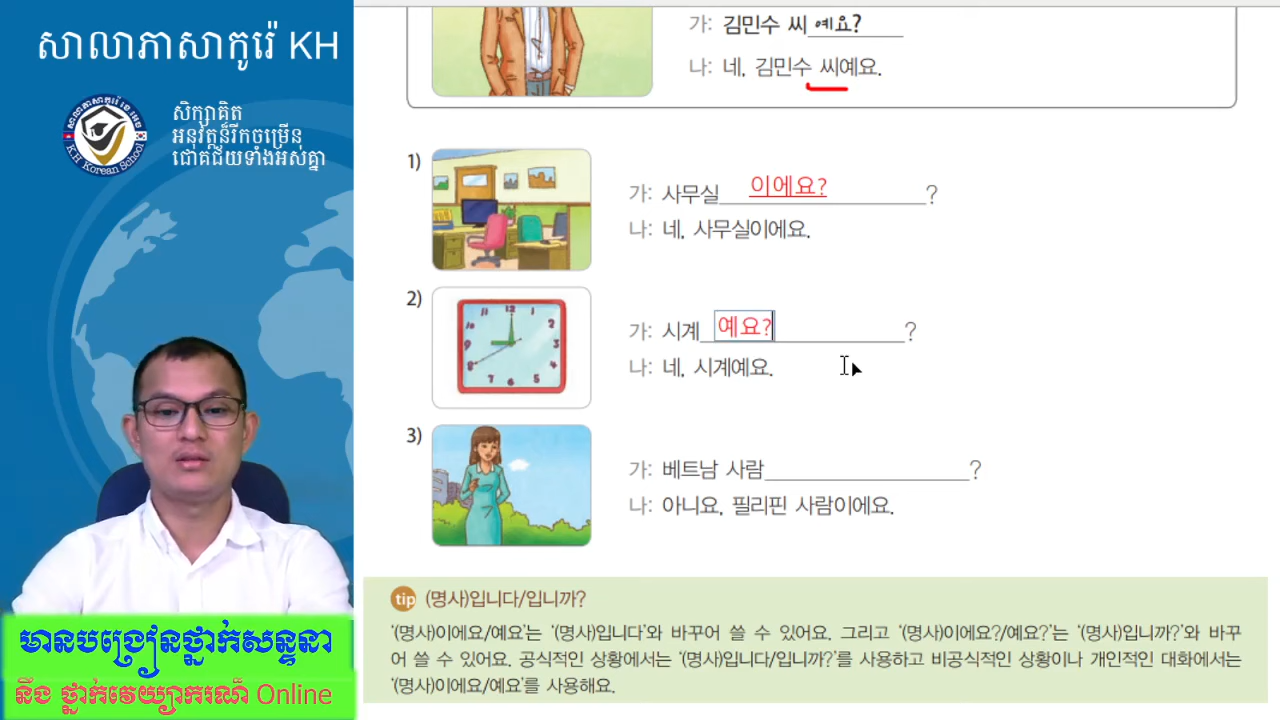 សាលាភាសាកូរ៉េ KH
សិក្សាគិត
អនុវត្តន៍រីកចម្រើន
ជោគជ័យទាំងអស់គ្នា
KH Korean School
មានបង្រៀនថ្នាក់សន្ទនា
និង ថ្នាក់វេយ្យាករណ៍ Online
가: 김민수 씨 예요?
나: 네, 김민수 씨예요.
1)
가: 사무실 이에요? ?
나: 네, 사무실이에요.
2)
가: 시계 예요? ?
나: 네, 시계예요.
3)
가: 베트남 사람 ?
나: 아니요, 필리핀 사람이에요.
tip (명사)입니다/입니까?
'(명사)이에요/예요'는 '(명사)입니다'와 바꾸어 쓸 수 있어요. 그리고 '(명사)이에요?/예요?'는 '(명사)입니까?'와 바꾸
어 쓸 수 있어요. 공식적인 상황에서는 '(명사)입니다/입니까?'를 사용하고 비공식적인 상황이나 개인적인 대화에서는
'(명사)이에요/예요'를 사용해요.